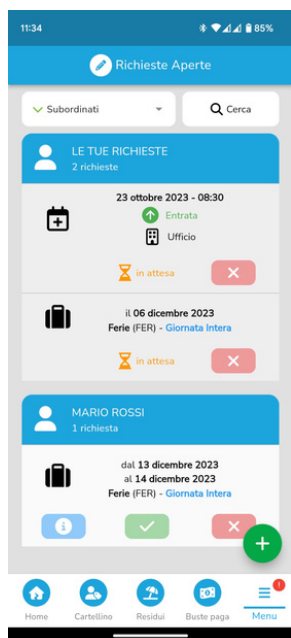 11:34 85%
Richieste Aperte
Subordinati Cerca
LE TUE RICHIESTE
2 richieste
23 ottobre 2023 - 08:30
Entrata
Ufficio
in attesa
il 06 dicembre 2023
Ferie (FER) - Giornata Intera
in attesa
MARIO ROSSI
1 richiesta
dal 13 dicembre 2023
al 14 dicembre 2023
Ferie (FER) - Giornata Intera
Home Cartellino Residui Buste paga Menu